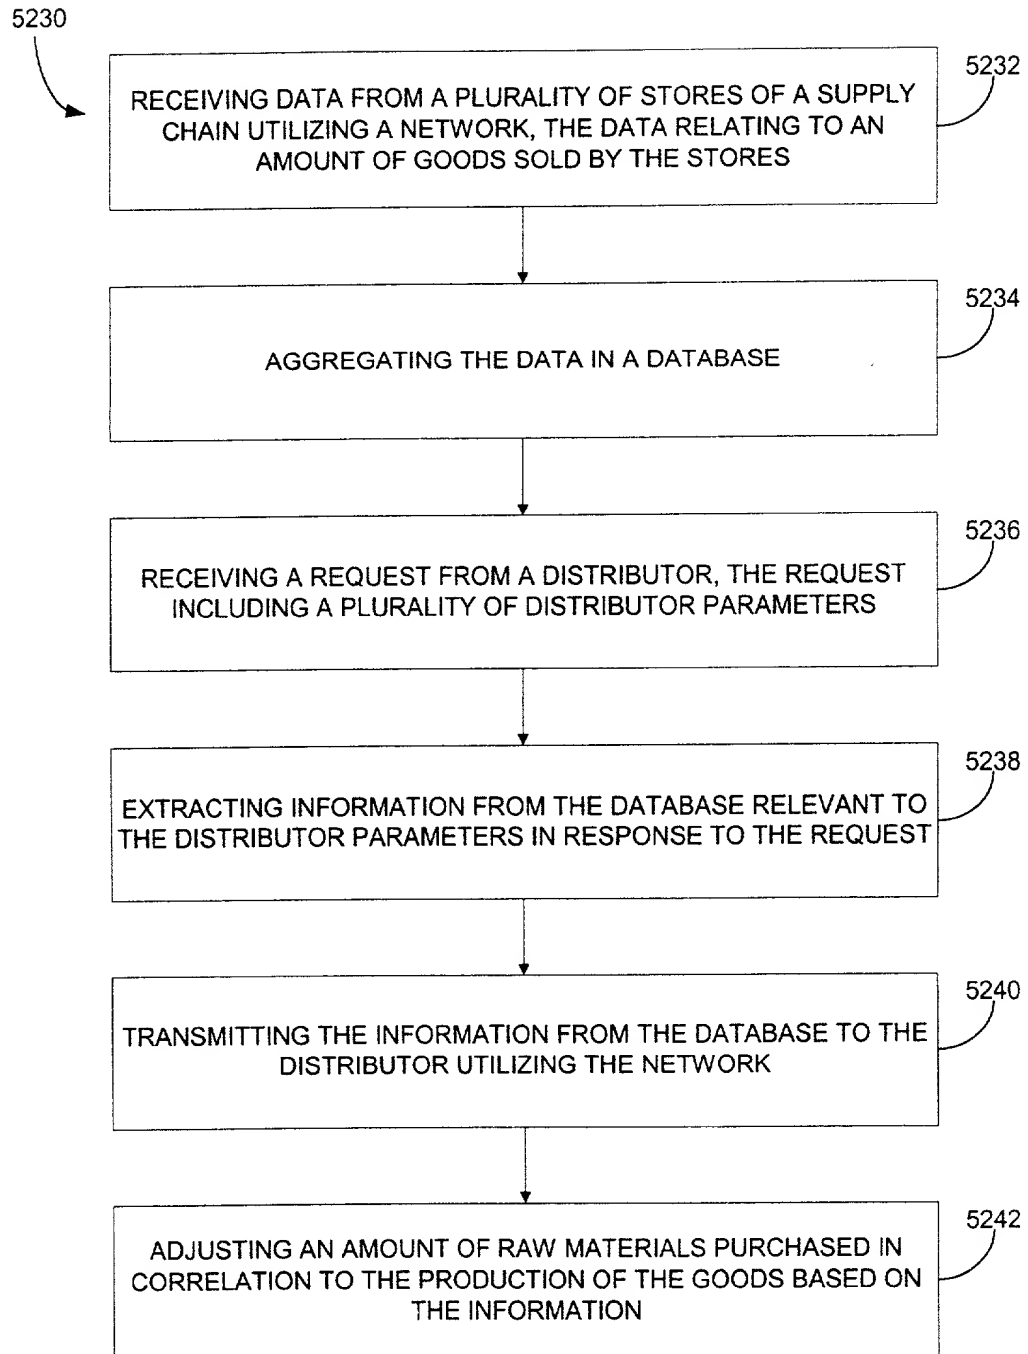 5230
RECEIVING DATA FROM A PLURALITY OF STORES OF A SUPPLY
CHAIN UTILIZING A NETWORK, THE DATA RELATING TO AN
AMOUNT OF GOODS SOLD BY THE STORES
5232
AGGREGATING THE DATA IN A DATABASE
5234
RECEIVING A REQUEST FROM A DISTRIBUTOR, THE REQUEST
INCLUDING A PLURALITY OF DISTRIBUTOR PARAMETERS
5236
EXTRACTING INFORMATION FROM THE DATABASE RELEVANT TO
THE DISTRIBUTOR PARAMETERS IN RESPONSE TO THE REQUEST
5238
TRANSMITTING THE INFORMATION FROM THE DATABASE TO THE
DISTRIBUTOR UTILIZING THE NETWORK
5240
ADJUSTING AN AMOUNT OF RAW MATERIALS PURCHASED IN
CORRELATION TO THE PRODUCTION OF THE GOODS BASED ON
THE INFORMATION
5242